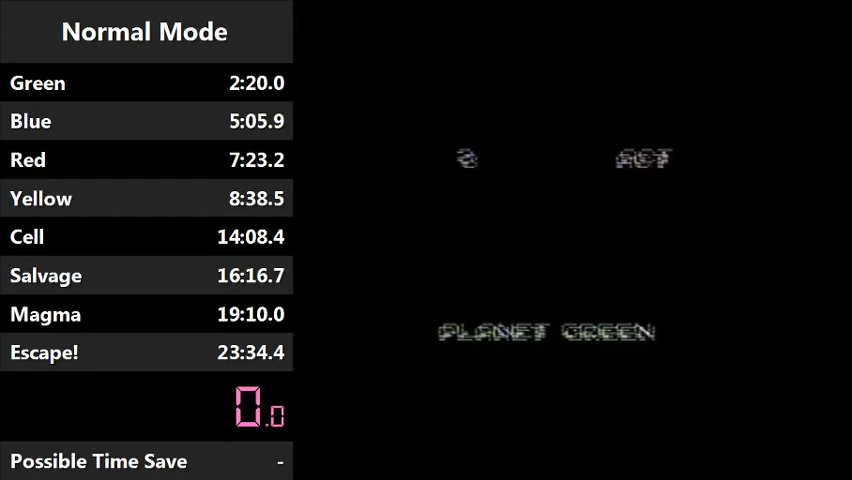 Normal Mode
Green 2:20.0
Blue 5:05.9
Red 7:23.2
Yellow 8:38.5
Cell 14:08.4
Salvage 16:16.7
Magma 19:10.0
Escape! 23:34.4
0.0
Possible Time Save -
ACT
PLANET GREEN